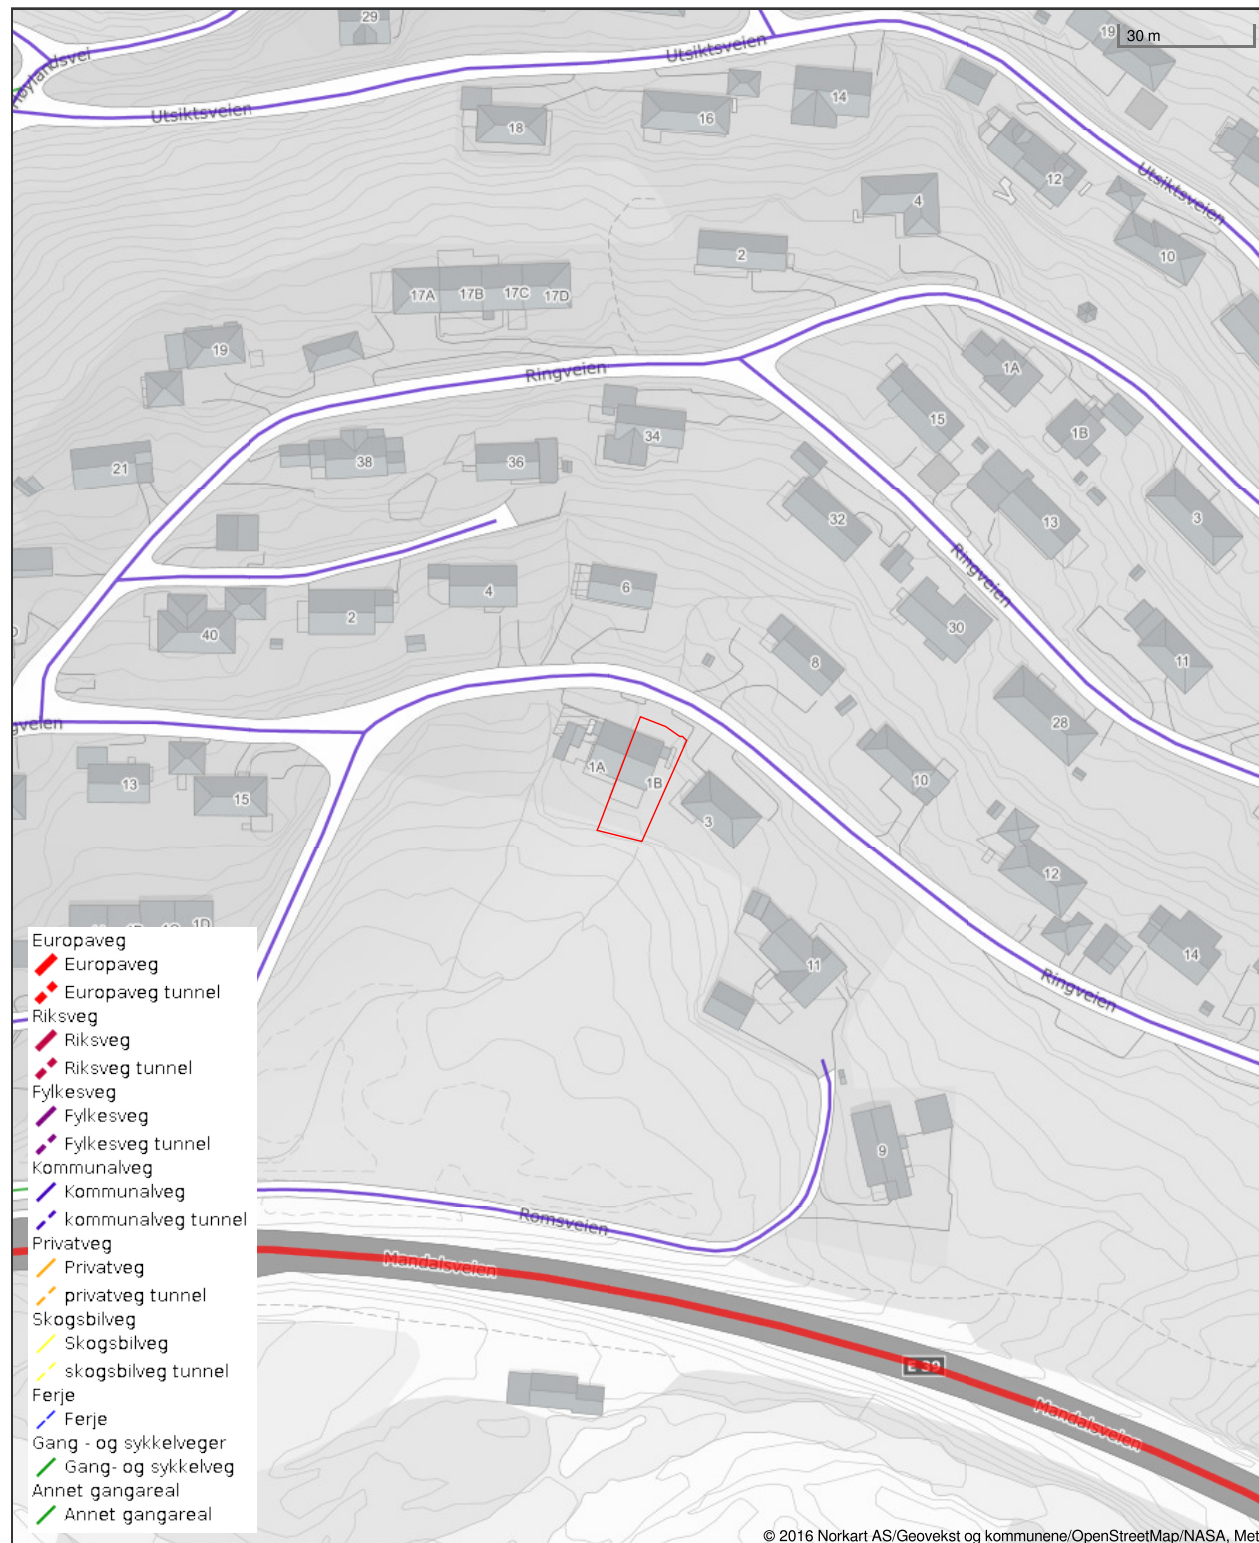 29
19
30 m
Utsiktsveien
Utsiktsveien
14
16
18
12
Utsiktsveien
4
10
2
17A 17B 17C 17D
19
Ringveien
1A
15
34
1B
21
38
36
3
32
13
Ringveien
6
4
2
40
30
8
11
28
1A
1B
10
13
15
3
12
11
14
1D
Ringveien
9
Romsveien
Mandalsveien
E 39
Mandalsveien
Europaveg
Europaveg
Europaveg tunnel
Riksveg
Riksveg
Riksveg tunnel
Fylkesveg
Fylkesveg
Fylkesveg tunnel
Kommunalveg
Kommunalveg
kommunalveg tunnel
Privatveg
Privatveg
privatveg tunnel
Skogsbilveg
Skogsbilveg
skogsbilveg tunnel
Ferje
Ferje
Gang - og sykkelveger
Gang- og sykkelveg
Annet gangareal
Annet gangareal
© 2016 Norkart AS/Geovekst og kommunene/OpenStreetMap/NASA, Met